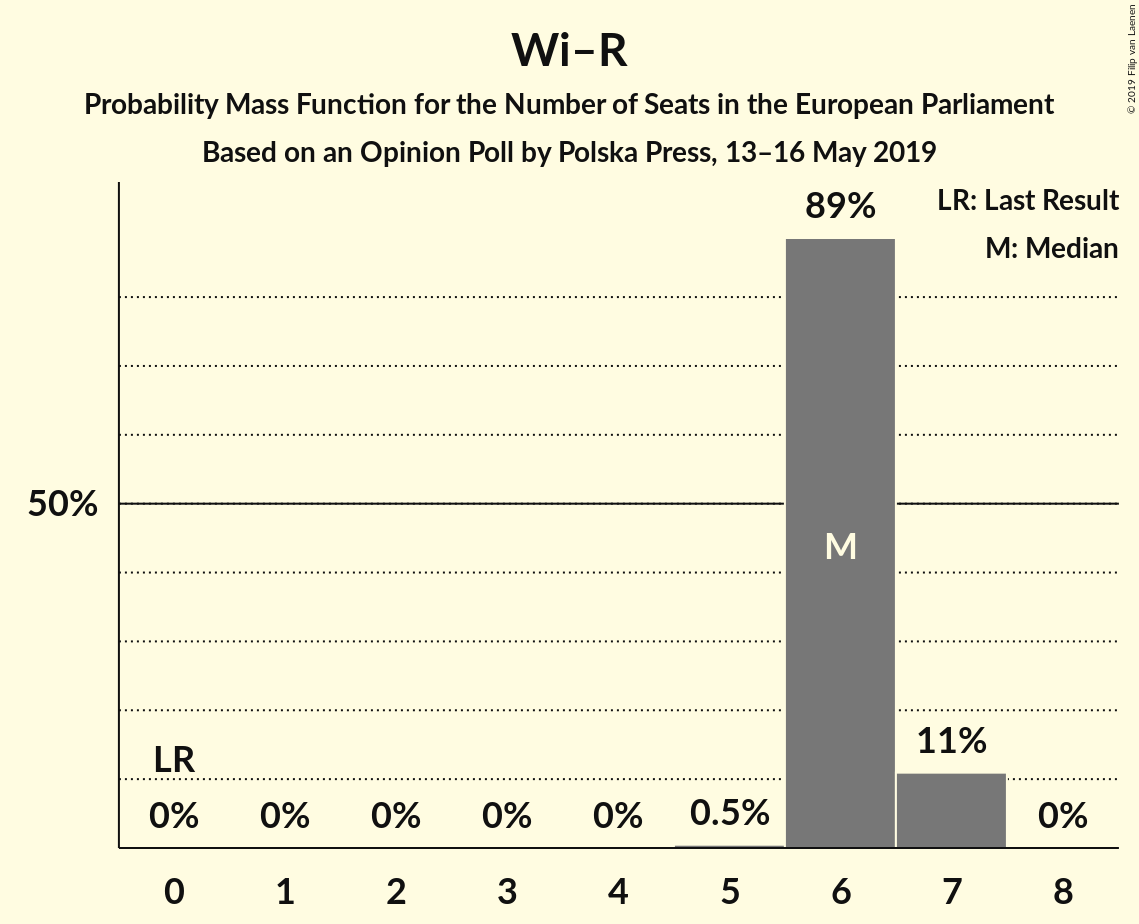 Wi–R
Probability Mass Function for the Number of Seats in the European Parliament
Based on an Opinion Poll by Polska Press, 13–16 May 2019
© 2019 Filip van Laenen
LR: Last Result
M: Median
89%
50%
M
11%
LR
0% 0% 0% 0% 0% 0.5% 0%
0 1 2 3 4 5 6 7 8